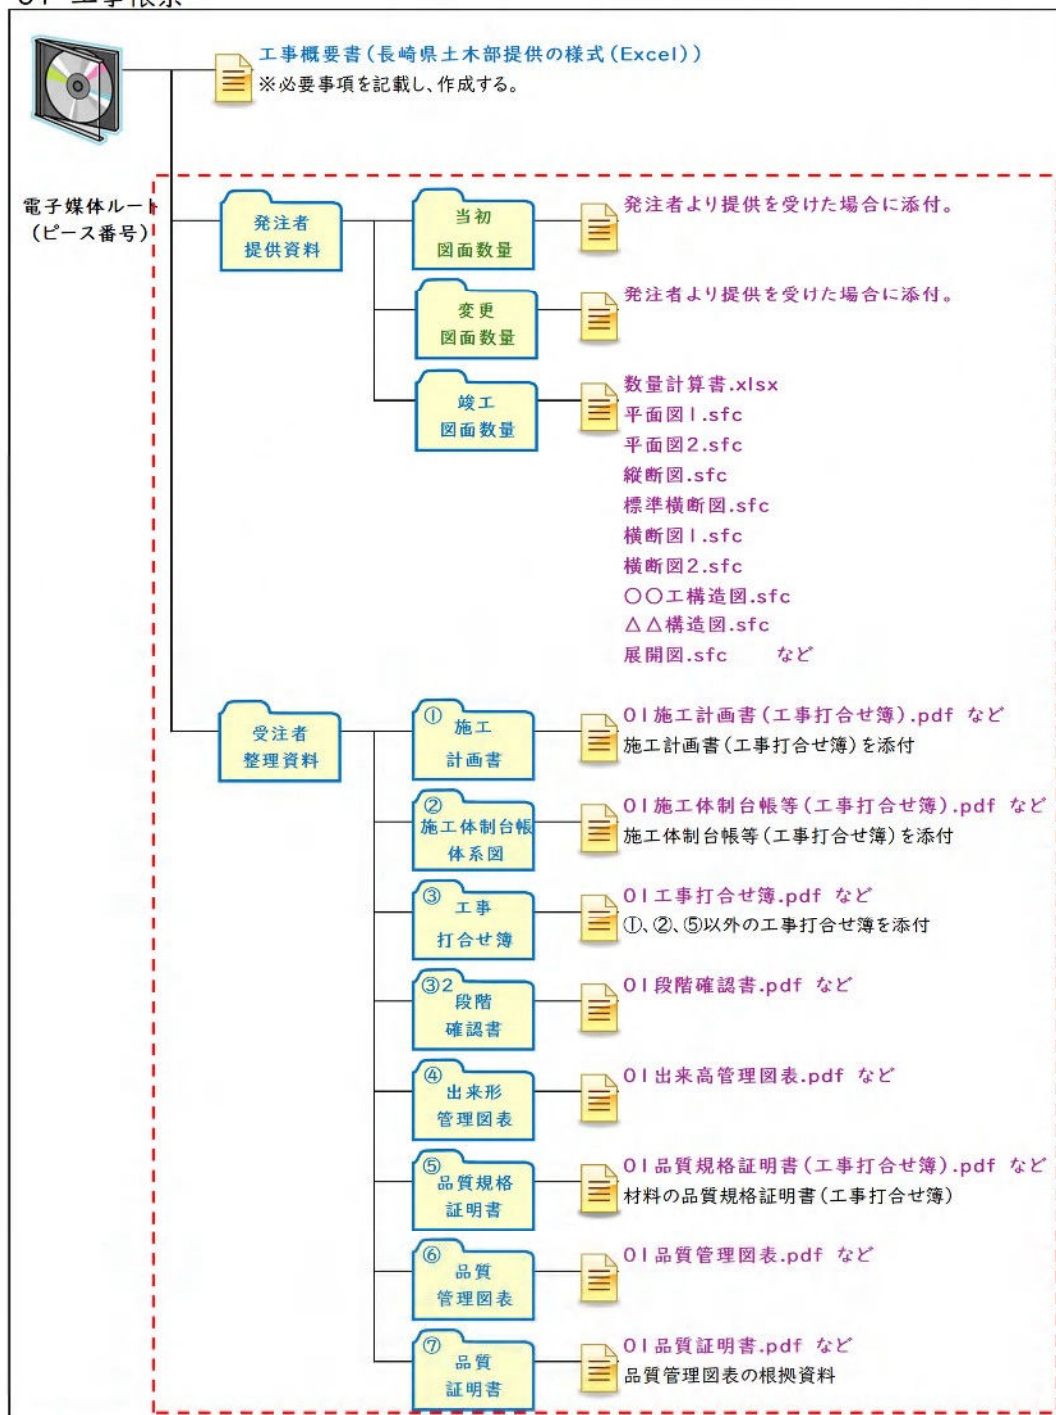 01 工事帳票
工事概要書(長崎県土木部提供の様式(Excel))
※必要事項を記載し、作成する。
電子媒体ルート
(ピース番号)
発注者
提供資料
当初
図面数量
発注者より提供を受けた場合に添付。
変更
図面数量
発注者より提供を受けた場合に添付。
竣工
図面数量
数量計算書.xlsx
平面図1.sfc
平面図2.sfc
縦断図.sfc
標準横断図.sfc
横断図1.sfc
横断図2.sfc
○○工構造図.sfc
△△構造図.sfc
展開図.sfc など
受注者
整理資料
① 施工
計画書
01施工計画書(工事打合せ簿).pdf など
施工計画書(工事打合せ簿)を添付
②
施工体制台帳
体系図
01施工体制台帳等(工事打合せ簿).pdf など
施工体制台帳等(工事打合せ簿)を添付
③ 工事
打合せ簿
01工事打合せ簿.pdf など
①、②、⑤以外の工事打合せ簿を添付
③2
段階
確認書
01段階確認書.pdf など
④
出来形
管理図表
01出来高管理図表.pdf など
⑤
品質規格
証明書
01品質規格証明書(工事打合せ簿).pdf など
材料の品質規格証明書(工事打合せ簿)
⑥
品質
管理図表
01品質管理図表.pdf など
⑦
品質
証明書
01品質証明書.pdf など
品質管理図表の根拠資料